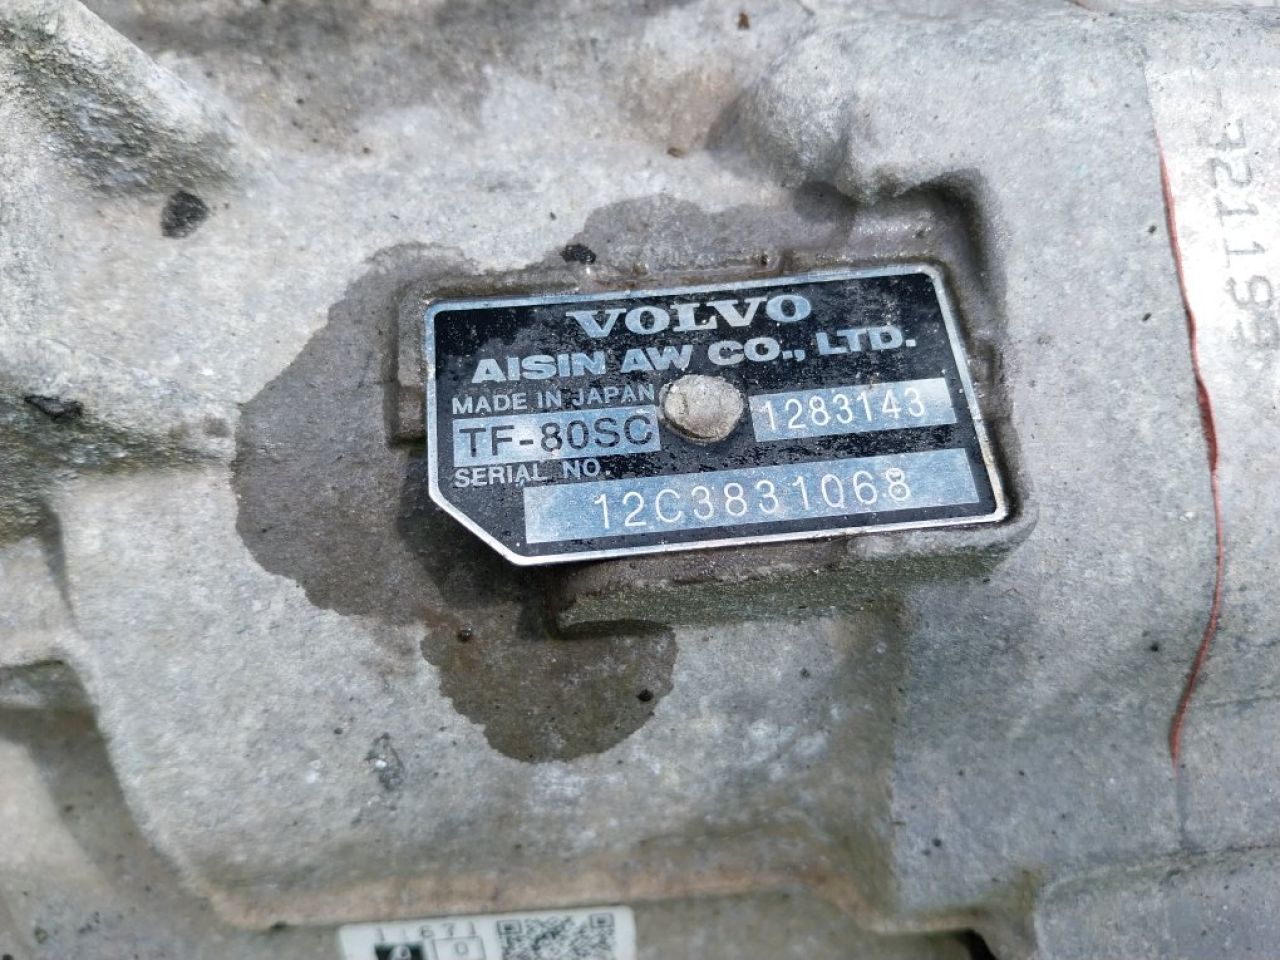 VOLVO
AISIN AW CO., LTD.
MADE IN JAPAN
TF-80SC 1283143
SERIAL NO.
12C3831068